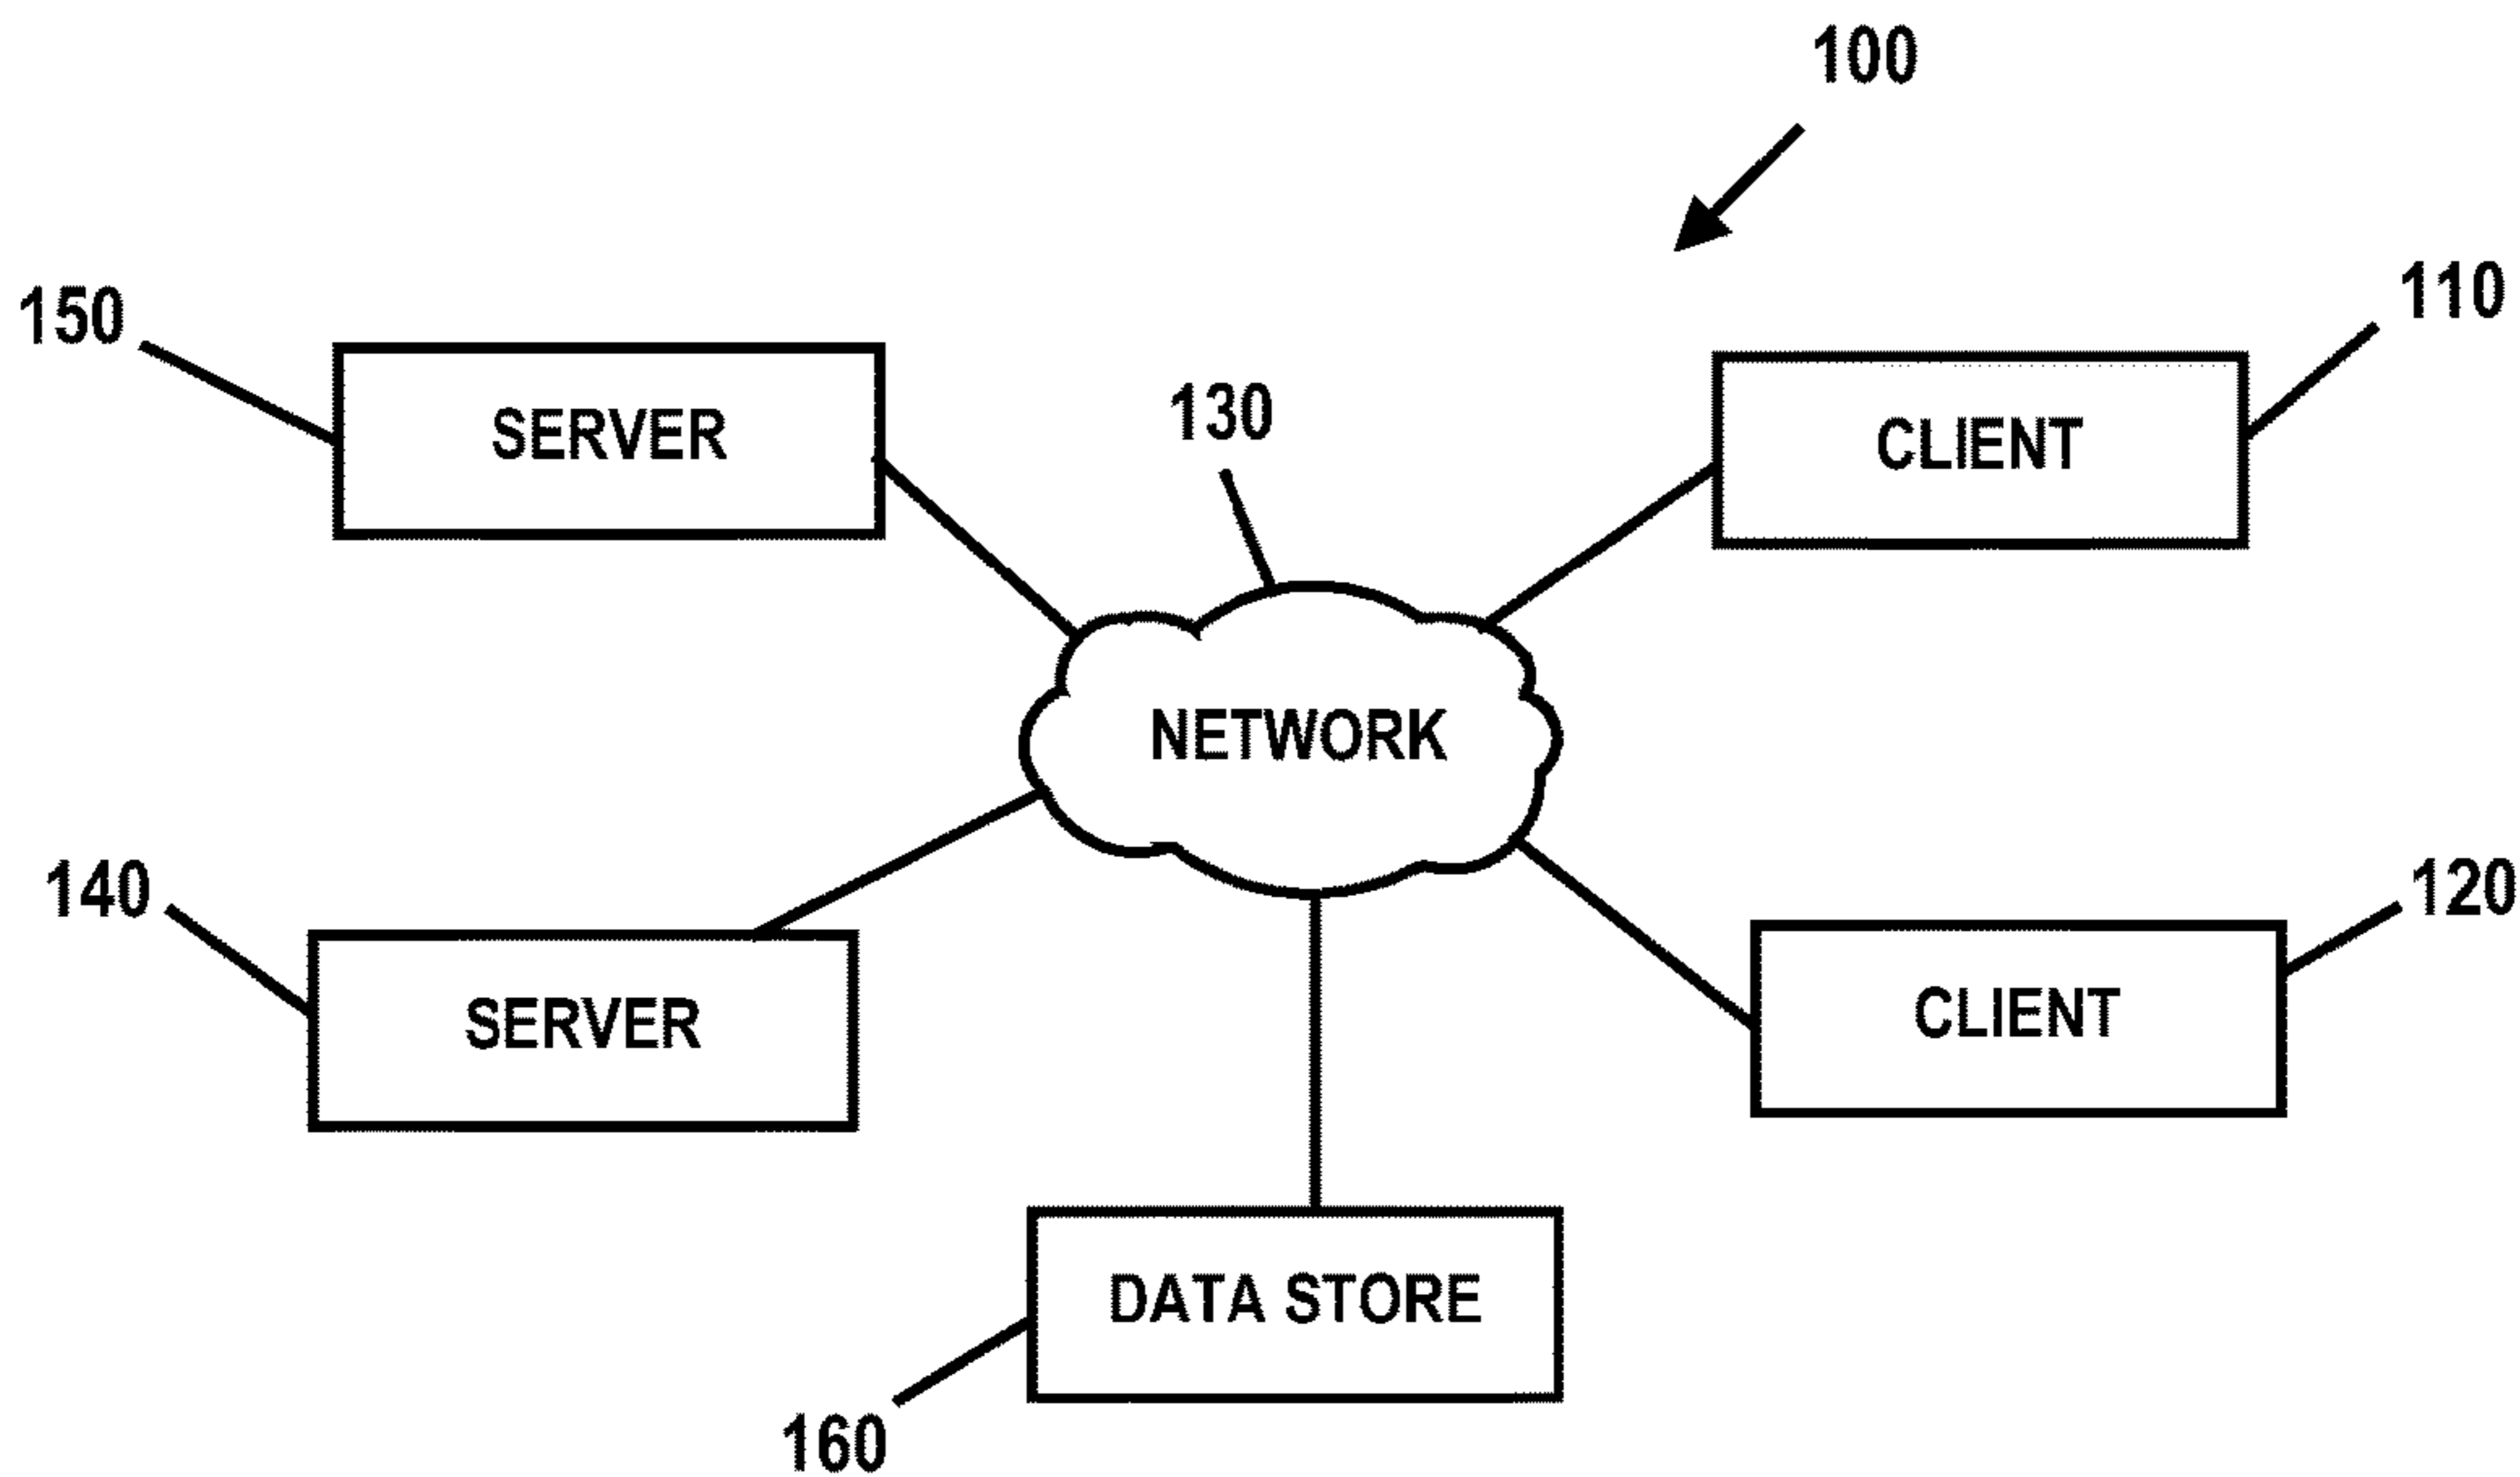 100
150
110
SERVER
130
CLIENT
NETWORK
140
120
SERVER
CLIENT
DATA STORE
160